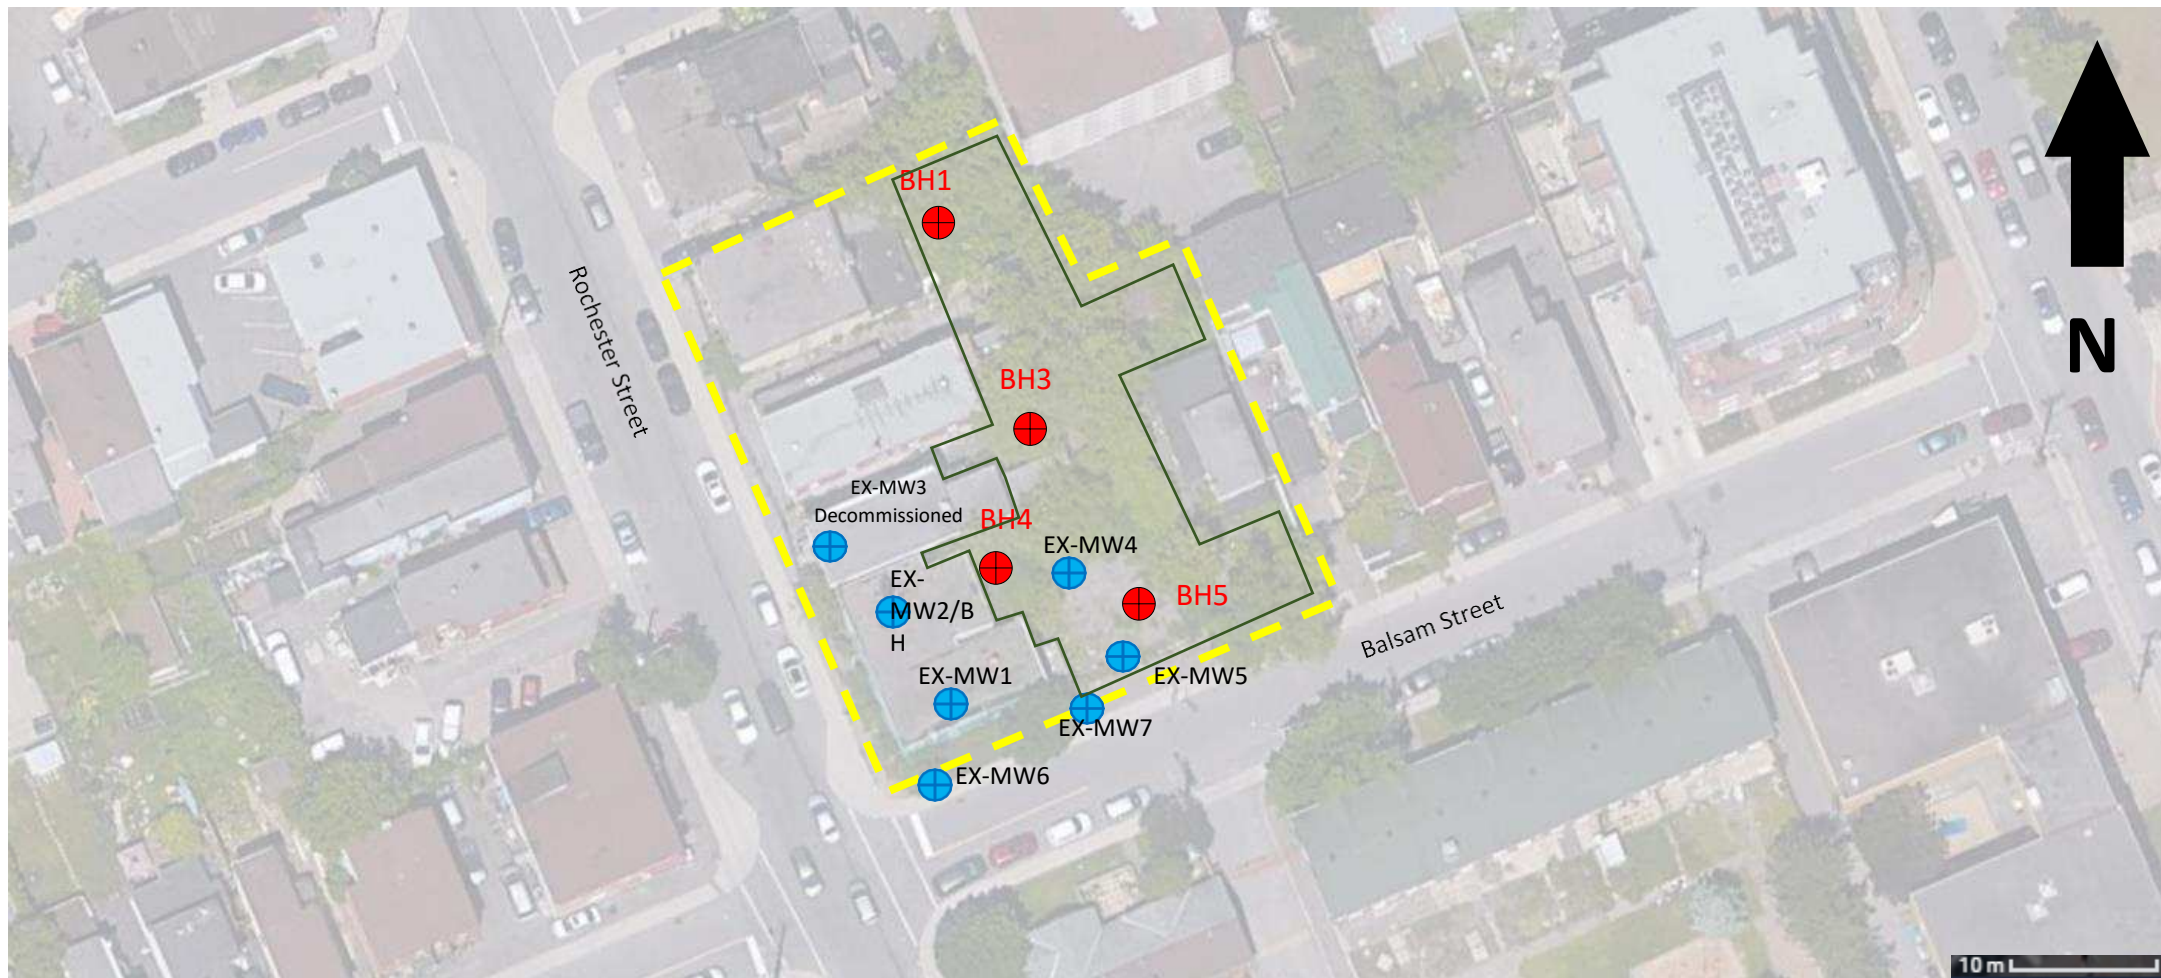 BH1
N
Rochester Street
BH3
EX-MW3
Decommissioned
BH4
EX-MW4
EX-
MW2/B
H
BH5
Balsam Street
EX-MW1
EX-MW5
EX-MW7
EX-MW6
10 m